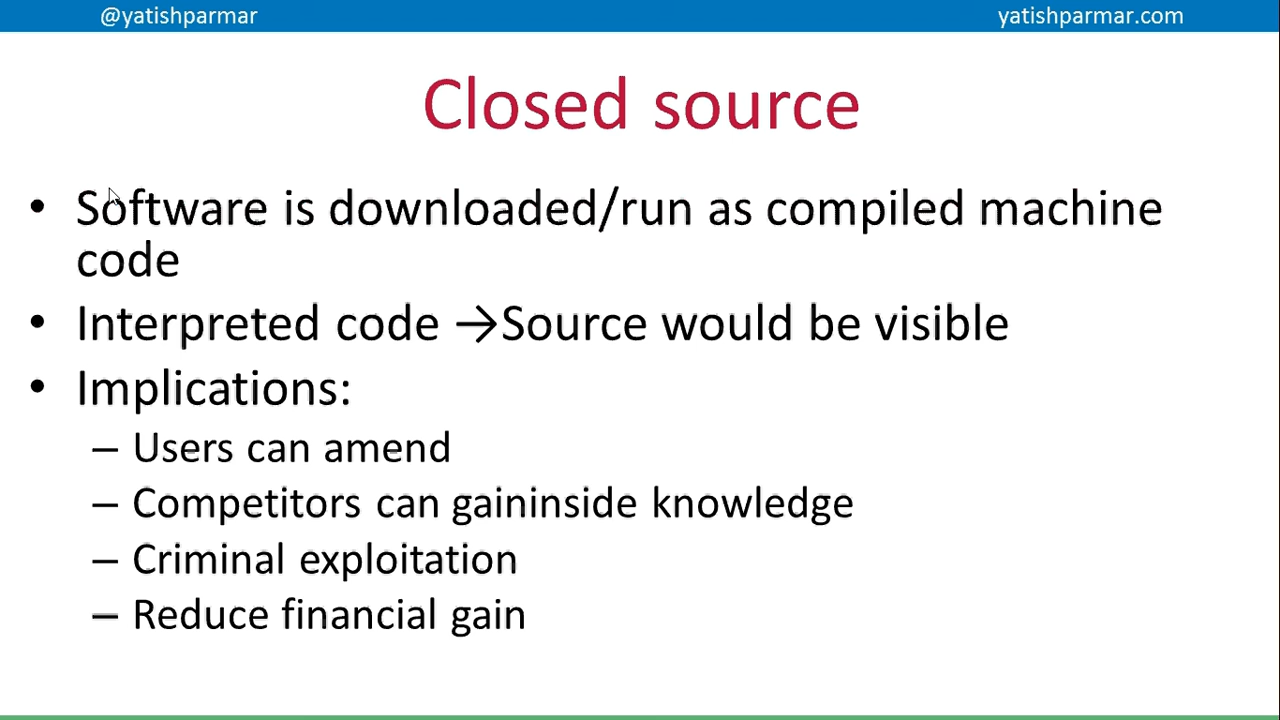 @yatishparmar yatishparmar.com
Closed source
• Software is downloaded/run as compiled machine
code
• Interpreted code →Source would be visible
• Implications:
– Users can amend
– Competitors can gaininside knowledge
– Criminal exploitation
– Reduce financial gain